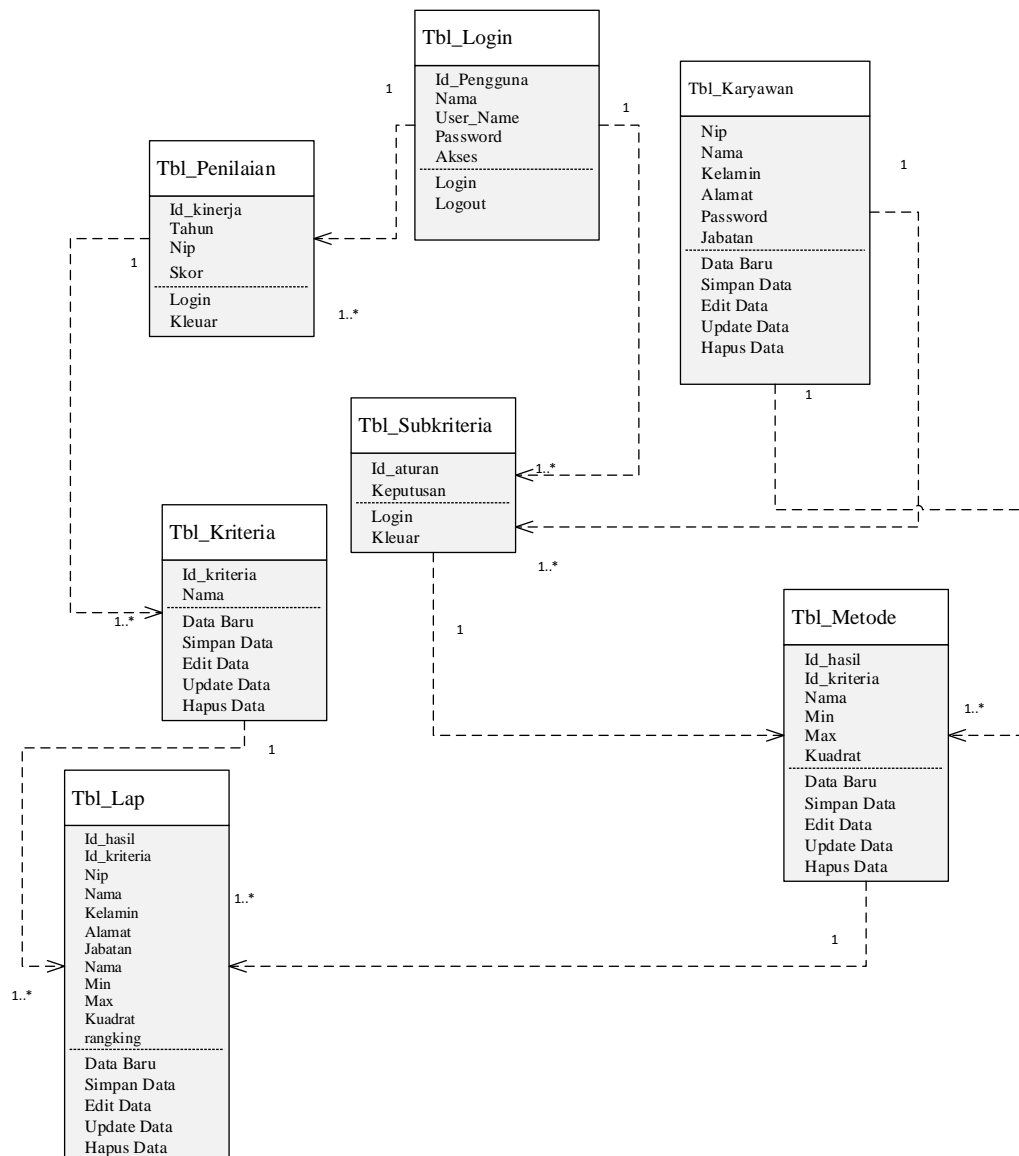 Tbl_Login
Id_Pengguna
Nama
User_Name
Password
Akses
Login
Logout
1
1
Tbl_Karyawan
Nip
Nama
Kelamin
Alamat
Password
Jabatan
Data Baru
Simpan Data
Edit Data
Update Data
Hapus Data
1
1
Tbl_Penilaian
Id_kinerja
Tahun
Nip
Skor
Login
Kleuar
1
1..*
Tbl_Subkriteria
Id_aturan
Keputusan
Login
Kleuar
1..*
1..*
1
Tbl_Kriteria
Id_kriteria
Nama
Data Baru
Simpan Data
Edit Data
Update Data
Hapus Data
1..*
1
Tbl_Metode
Id_hasil
Id_kriteria
Nama
Min
Max
Kuadrat
Data Baru
Simpan Data
Edit Data
Update Data
Hapus Data
1..*
1
Tbl_Lap
Id_hasil
Id_kriteria
Nip
Nama
Kelamin
Alamat
Jabatan
Nama
Min
Max
Kuadrat
rangking
Data Baru
Simpan Data
Edit Data
Update Data
Hapus Data
1..*
1..*